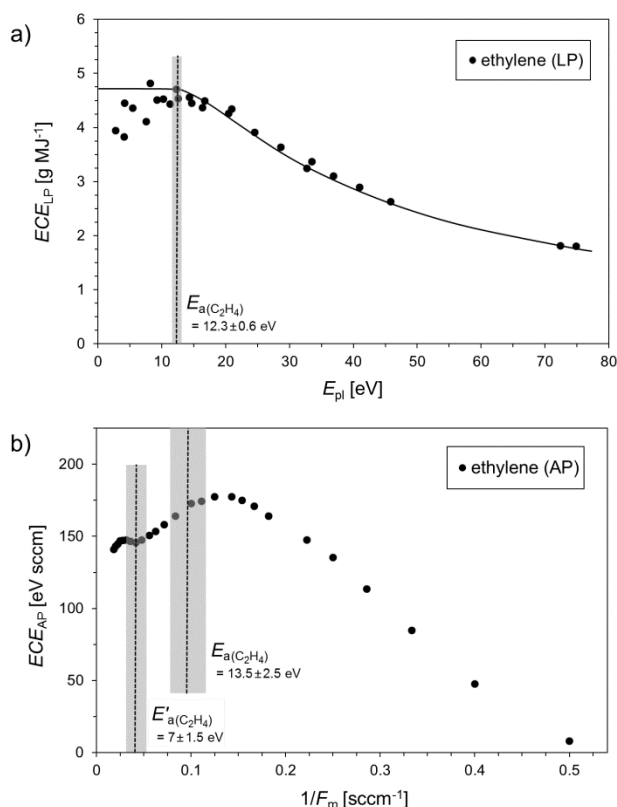 a)
6
5
4
3
2
1
0
ECE_LP [g MJ⁻¹]
ethylene (LP)
E_a(C₂H₄)
= 12.3±0.6 eV
0 10 20 30 40 50 60 70 80
E_pl [eV]
b)
200
150
100
50
0
ECE_AP [eV sccm]
ethylene (AP)
E_a(C₂H₄)
= 13.5±2.5 eV
E'_a(C₂H₄)
= 7±1.5 eV
0 0.1 0.2 0.3 0.4 0.5
1/F_m [sccm⁻¹]